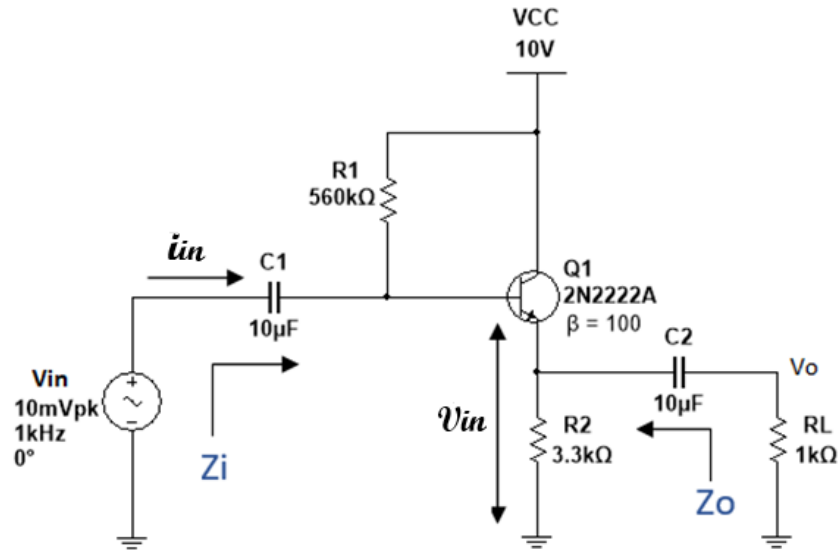 VCC
10V
R1
560kΩ
iin
C1
10µF
Q1
2N2222A
β = 100
C2
10µF
Vo
Vin
10mVpk
1kHz
0°
Zi
vin
R2
3.3kΩ
Zo
RL
1kΩ